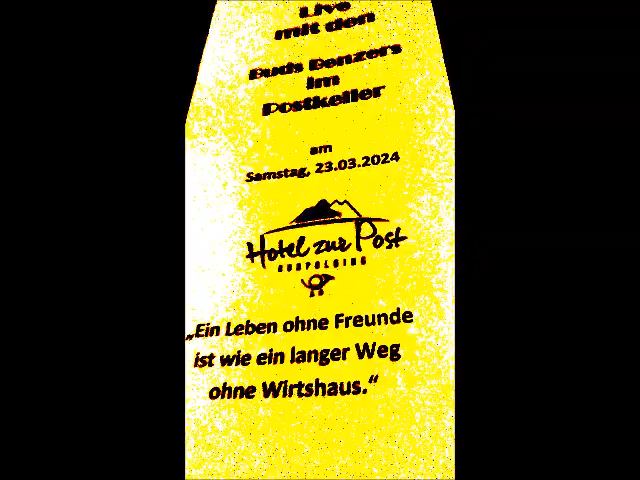 Live
mit den
Buds Benzers
im
Postkeller
am
Samstag, 23.03.2024
Hotel zur Post
RUHPOLDING
„Ein Leben ohne Freunde
ist wie ein langer Weg
ohne Wirtshaus.“